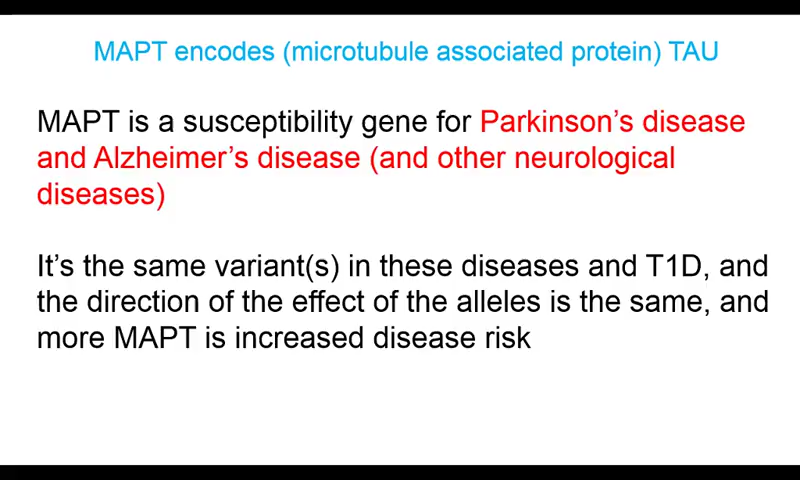 MAPT encodes (microtubule associated protein) TAU
MAPT is a susceptibility gene for Parkinson’s disease
and Alzheimer’s disease (and other neurological
diseases)
It’s the same variant(s) in these diseases and T1D, and
the direction of the effect of the alleles is the same, and
more MAPT is increased disease risk